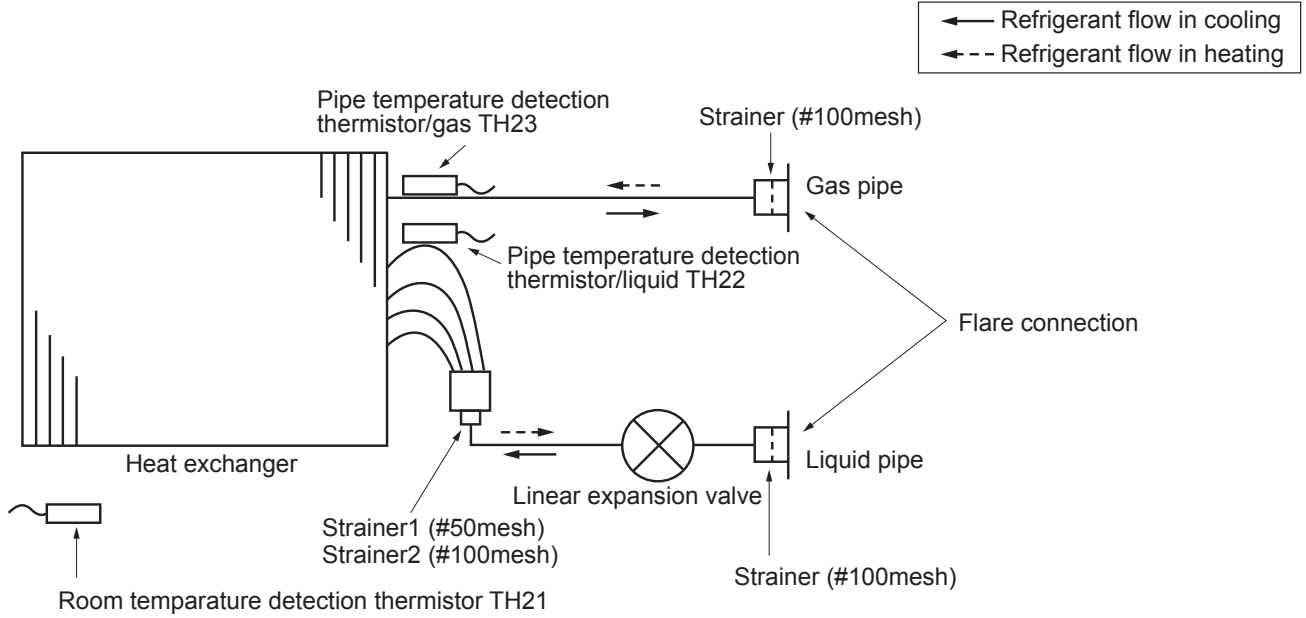 Refrigerant flow in cooling
Refrigerant flow in heating
Pipe temperature detection
thermistor/gas TH23
Strainer (#100mesh)
Gas pipe
Pipe temperature detection
thermistor/liquid TH22
Flare connection
Heat exchanger
Liquid pipe
Linear expansion valve
Strainer1 (#50mesh)
Strainer2 (#100mesh)
Strainer (#100mesh)
Room temparature detection thermistor TH21